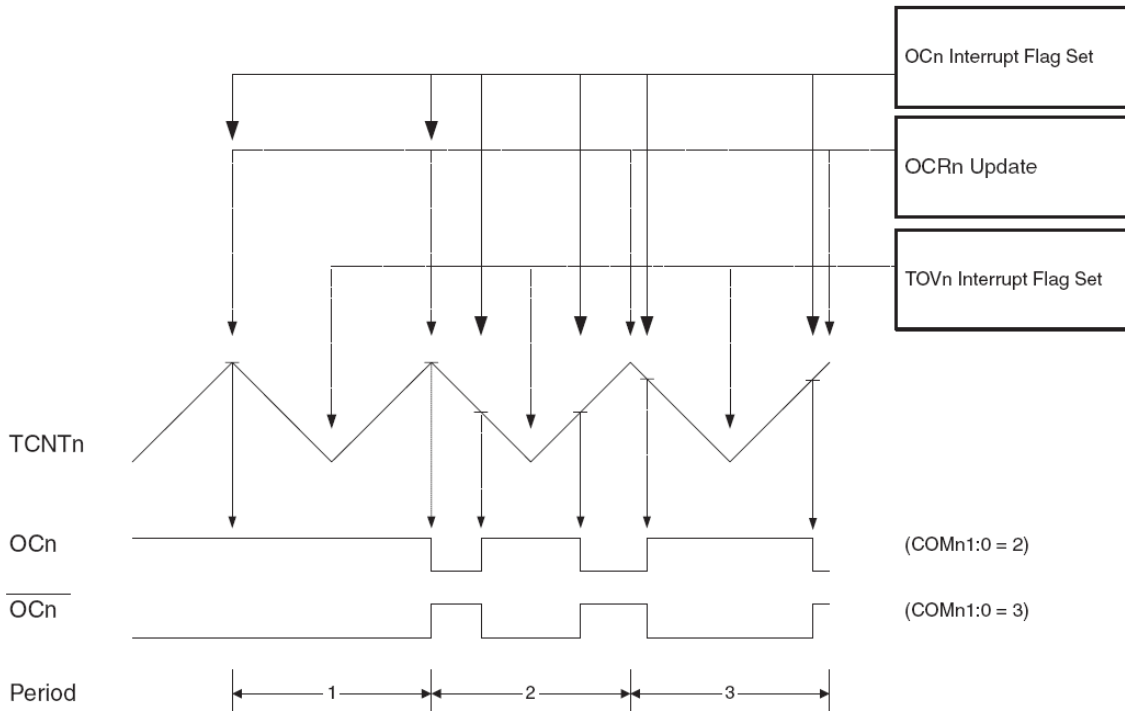 OCn Interrupt Flag Set
OCRn Update
TOVn Interrupt Flag Set
TCNTn
OCn
(COMn1:0 = 2)
OCn
(COMn1:0 = 3)
Period
1
2
3